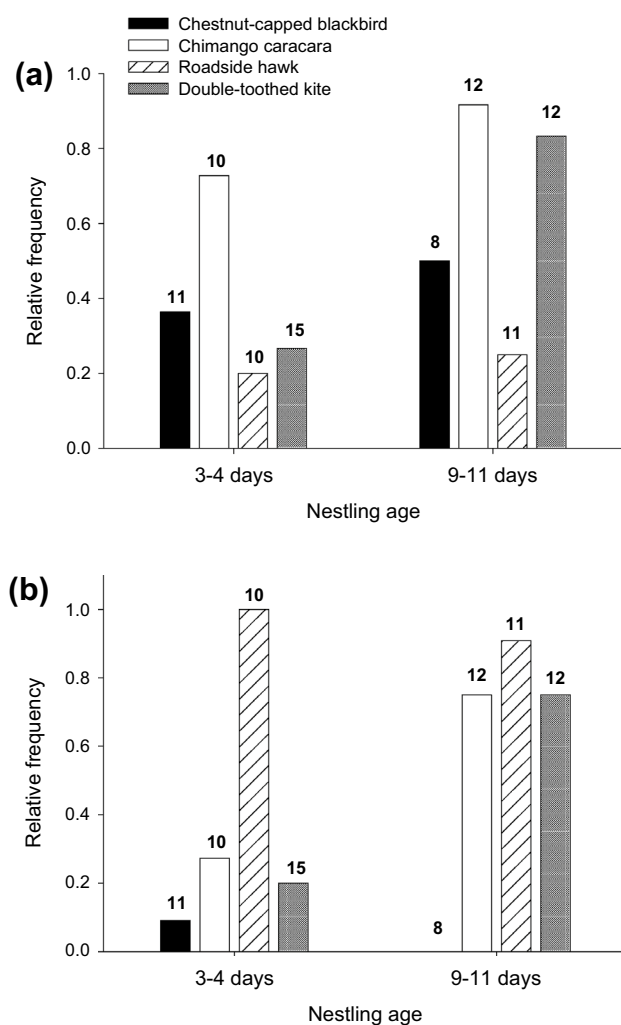 Chestnut-capped blackbird
Chimango caracara
Roadside hawk
Double-toothed kite
(a)
1.0
0.8
0.6
0.4
0.2
0.0
Relative frequency
11
10
10
15
8
12
11
12
3-4 days
9-11 days
Nestling age
(b)
1.0
0.8
0.6
0.4
0.2
0.0
Relative frequency
11
10
10
15
8
12
11
12
3-4 days
9-11 days
Nestling age